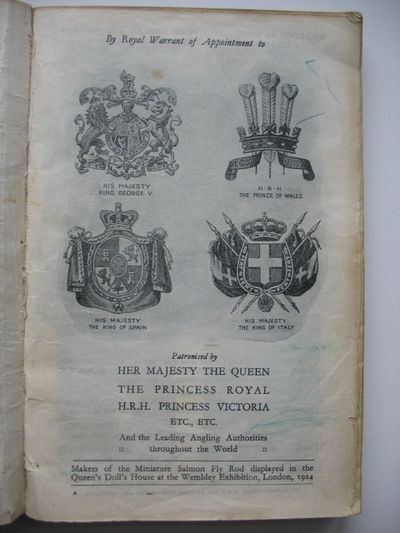 By Royal Warrant of Appointment to
HIS MAJESTY
KING GEORGE V.
H·R·H
THE PRINCE OF WALES
HIS MAJESTY
THE KING OF SPAIN
HIS MAJESTY
THE KING OF ITALY
Patronised by
HER MAJESTY THE QUEEN
THE PRINCESS ROYAL
H.R.H. PRINCESS VICTORIA
ETC., ETC.
And the Leading Angling Authorities
:: throughout the World ::
Makers of the Miniature Salmon Fly Rod displayed in the
Queen's Doll's House at the Wembley Exhibition, London, 1924
A